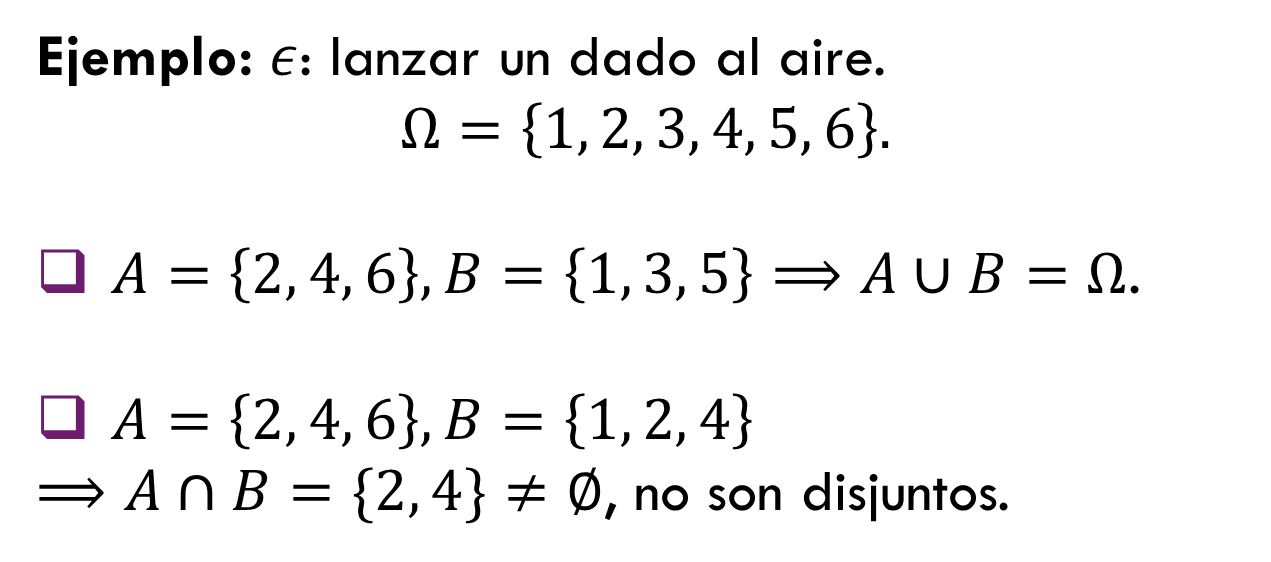 Ejemplo: ϵ: lanzar un dado al aire.
Ω = {1, 2, 3, 4, 5, 6}.
❑ A = {2, 4, 6}, B = {1, 3, 5} ⟹ A ∪ B = Ω.
❑ A = {2, 4, 6}, B = {1, 2, 4}
⟹ A ∩ B = {2, 4} ≠ ∅, no son disjuntos.